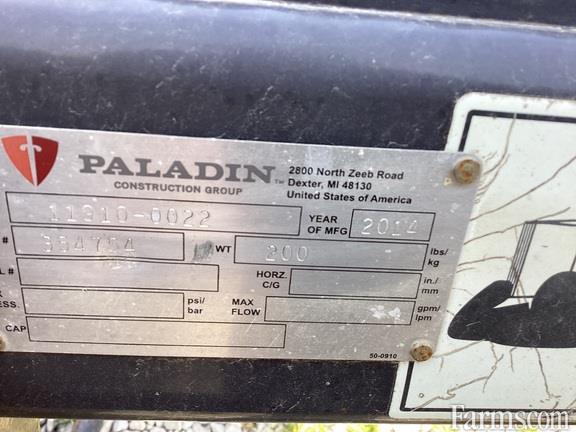 PALADIN™
CONSTRUCTION GROUP
2800 North Zeeb Road
Dexter, MI 48130
United States of America
11910-0022 YEAR OF MFG 2014
# 354754 WT 200 lbs/ kg
L # HORZ. C/G in./ mm
ESS. psi/ bar MAX FLOW gpm/ lpm
CAP
50-0910
Farms.com